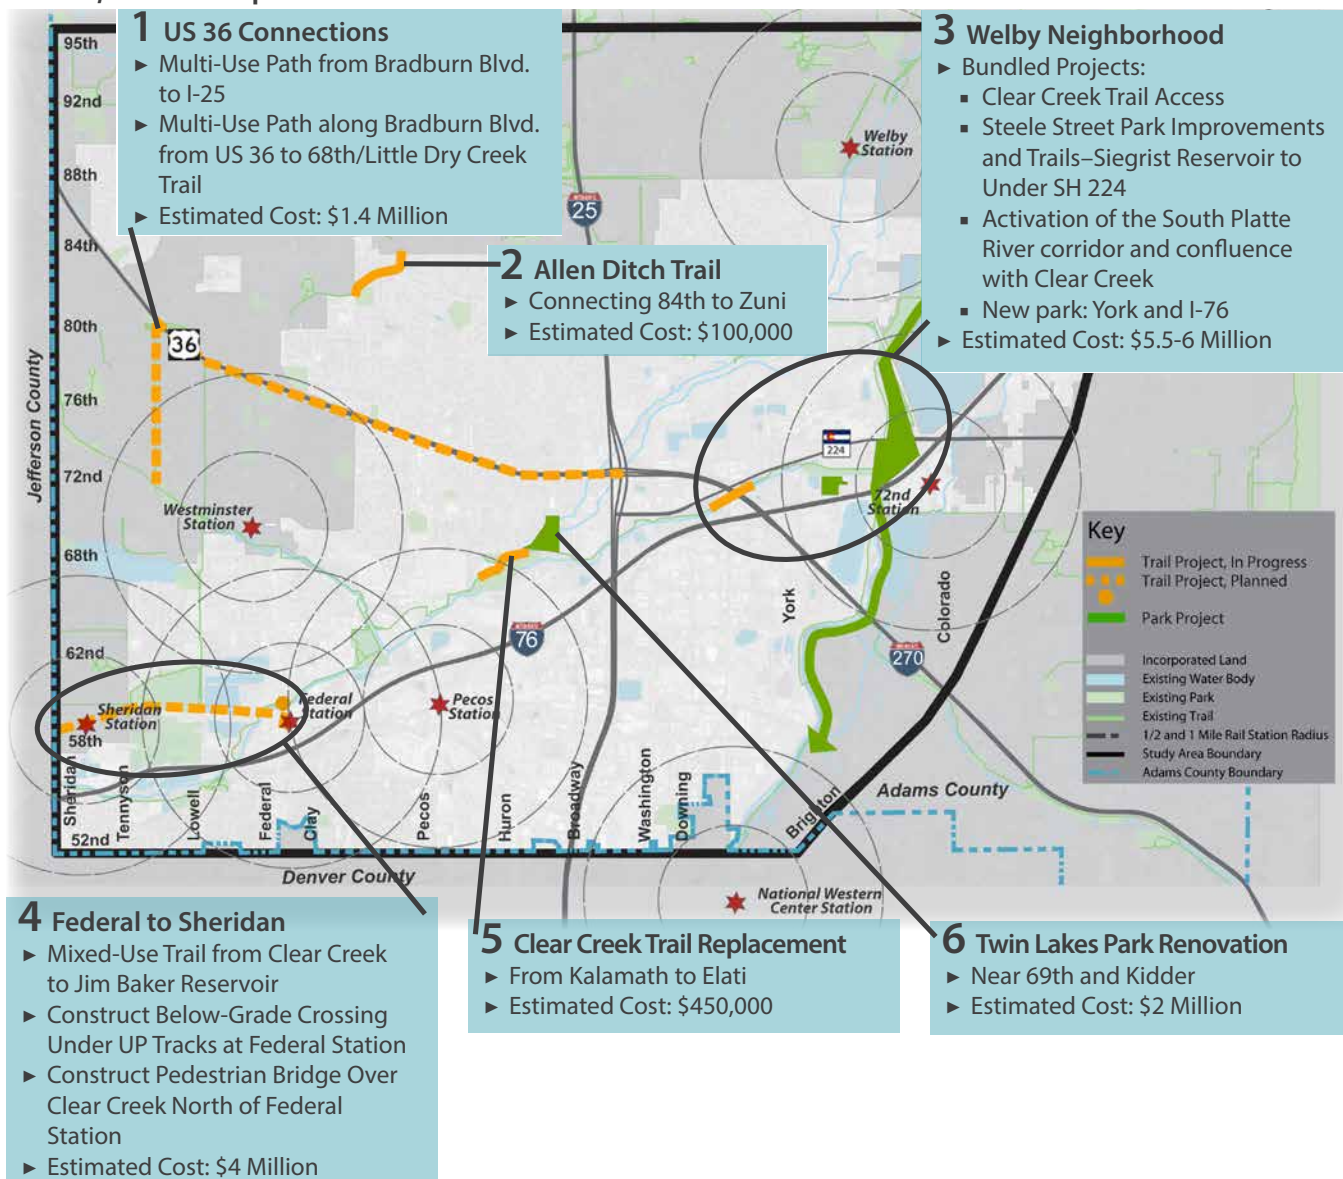 1 US 36 Connections
► Multi-Use Path from Bradburn Blvd.
to I-25
► Multi-Use Path along Bradburn Blvd.
from US 36 to 68th/Little Dry Creek
Trail
► Estimated Cost: $1.4 Million
2 Allen Ditch Trail
► Connecting 84th to Zuni
► Estimated Cost: $100,000
3 Welby Neighborhood
► Bundled Projects:
▪ Clear Creek Trail Access
▪ Steele Street Park Improvements
and Trails–Siegrist Reservoir to
Under SH 224
▪ Activation of the South Platte
River corridor and confluence
with Clear Creek
▪ New park: York and I-76
► Estimated Cost: $5.5-6 Million
95th
92nd
88th
84th
80th
76th
72nd
68th
62nd
58th
52nd
Jefferson County
36
25
224
76
270
Welby
Station
Westminster
Station
72nd
Station
Sheridan
Station
Federal
Station
Pecos
Station
National Western
Center Station
Sheridan
Tennyson
Lowell
Federal
Clay
Pecos
Huron
Broadway
Washington
Downing
York
Colorado
Brighton
Adams County
Denver County
Key
Trail Project, In Progress
Trail Project, Planned
Park Project
Incorporated Land
Existing Water Body
Existing Park
Existing Trail
1/2 and 1 Mile Rail Station Radius
Study Area Boundary
Adams County Boundary
4 Federal to Sheridan
► Mixed-Use Trail from Clear Creek
to Jim Baker Reservoir
► Construct Below-Grade Crossing
Under UP Tracks at Federal Station
► Construct Pedestrian Bridge Over
Clear Creek North of Federal
Station
► Estimated Cost: $4 Million
5 Clear Creek Trail Replacement
► From Kalamath to Elati
► Estimated Cost: $450,000
6 Twin Lakes Park Renovation
► Near 69th and Kidder
► Estimated Cost: $2 Million